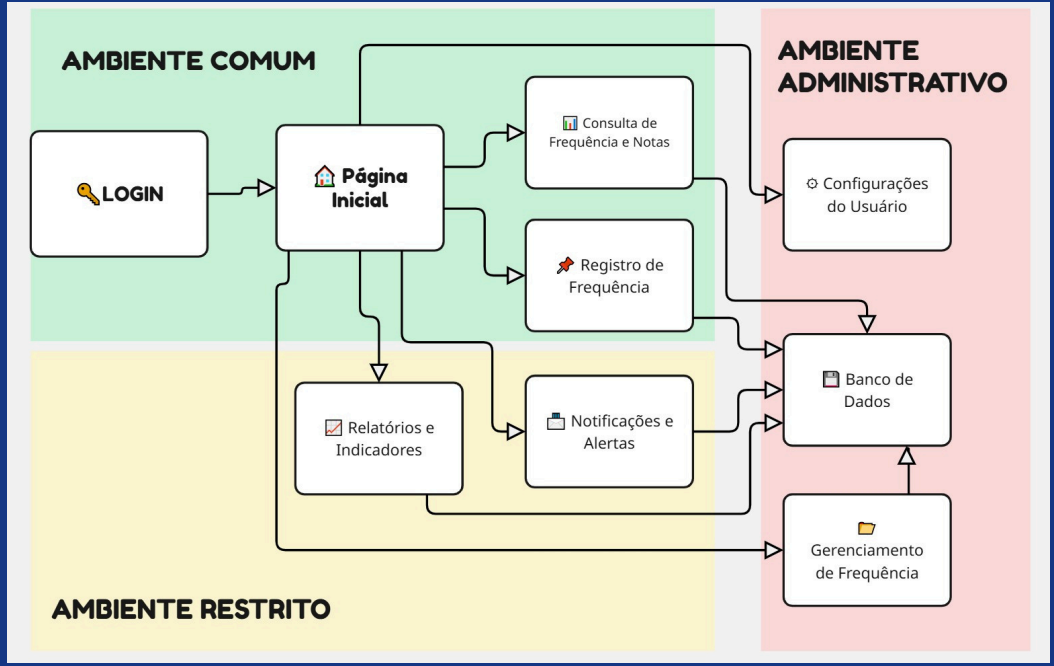 AMBIENTE COMUM
LOGIN
Página
Inicial
Consulta de
Frequência e Notas
Registro de
Frequência
AMBIENTE
ADMINISTRATIVO
Configurações
do Usuário
Banco de
Dados
Gerenciamento
de Frequência
Relatórios e
Indicadores
Notificações e
Alertas
AMBIENTE RESTRITO